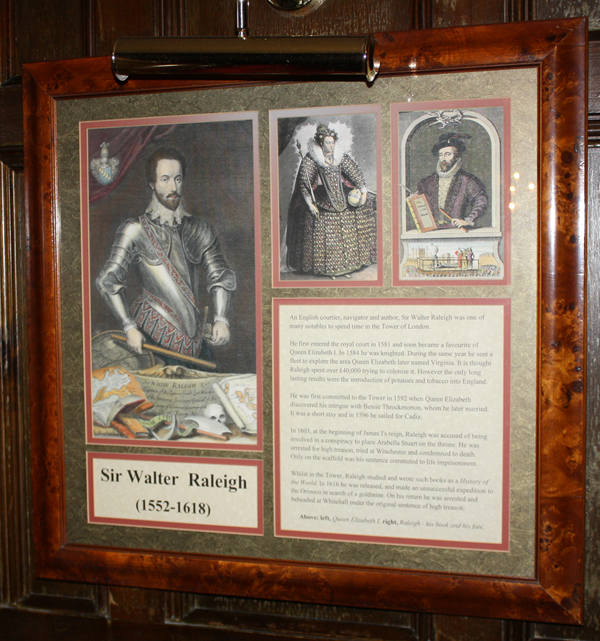 SIR WALTER RALEIGH
Sir Walter Raleigh
(1552-1618)
An English courtier, navigator and author, Sir Walter Raleigh was one of
many notables to spend time in the Tower of London.
He first entered the royal court in 1581 and soon became a favourite of
Queen Elizabeth I. In 1584 he was knighted. During the same year he sent a
fleet to explore the area Queen Elizabeth later named Virginia. It is thought
Raleigh spent over £40,000 trying to colonise it. However the only long
lasting results were the introduction of potatoes and tobacco into England
He was first committed to the Tower in 1592 when Queen Elizabeth
discovered his intrigue with Bessie Throckmorton, whom he later married.
It was a short stay and in 1596 he sailed for Cadiz.
In 1603, at the beginning of James I's reign, Raleigh was accused of being
involved in a conspiracy to place Arabella Stuart on the throne. He was
arrested for high treason, tried at Winchester and condemned to death.
Only on the scaffold was his sentence commuted to life imprisonment.
Whilst in the Tower, Raleigh studied and wrote such books as a History of
the World. In 1616 he was released, and made an unsuccessful expedition to
the Orinoco in search of a goldmine. On his return he was arrested and
beheaded at Whitehall under the original sentence of high treason.
Above: left, Queen Elizabeth I, right, Raleigh - his book and his fate.